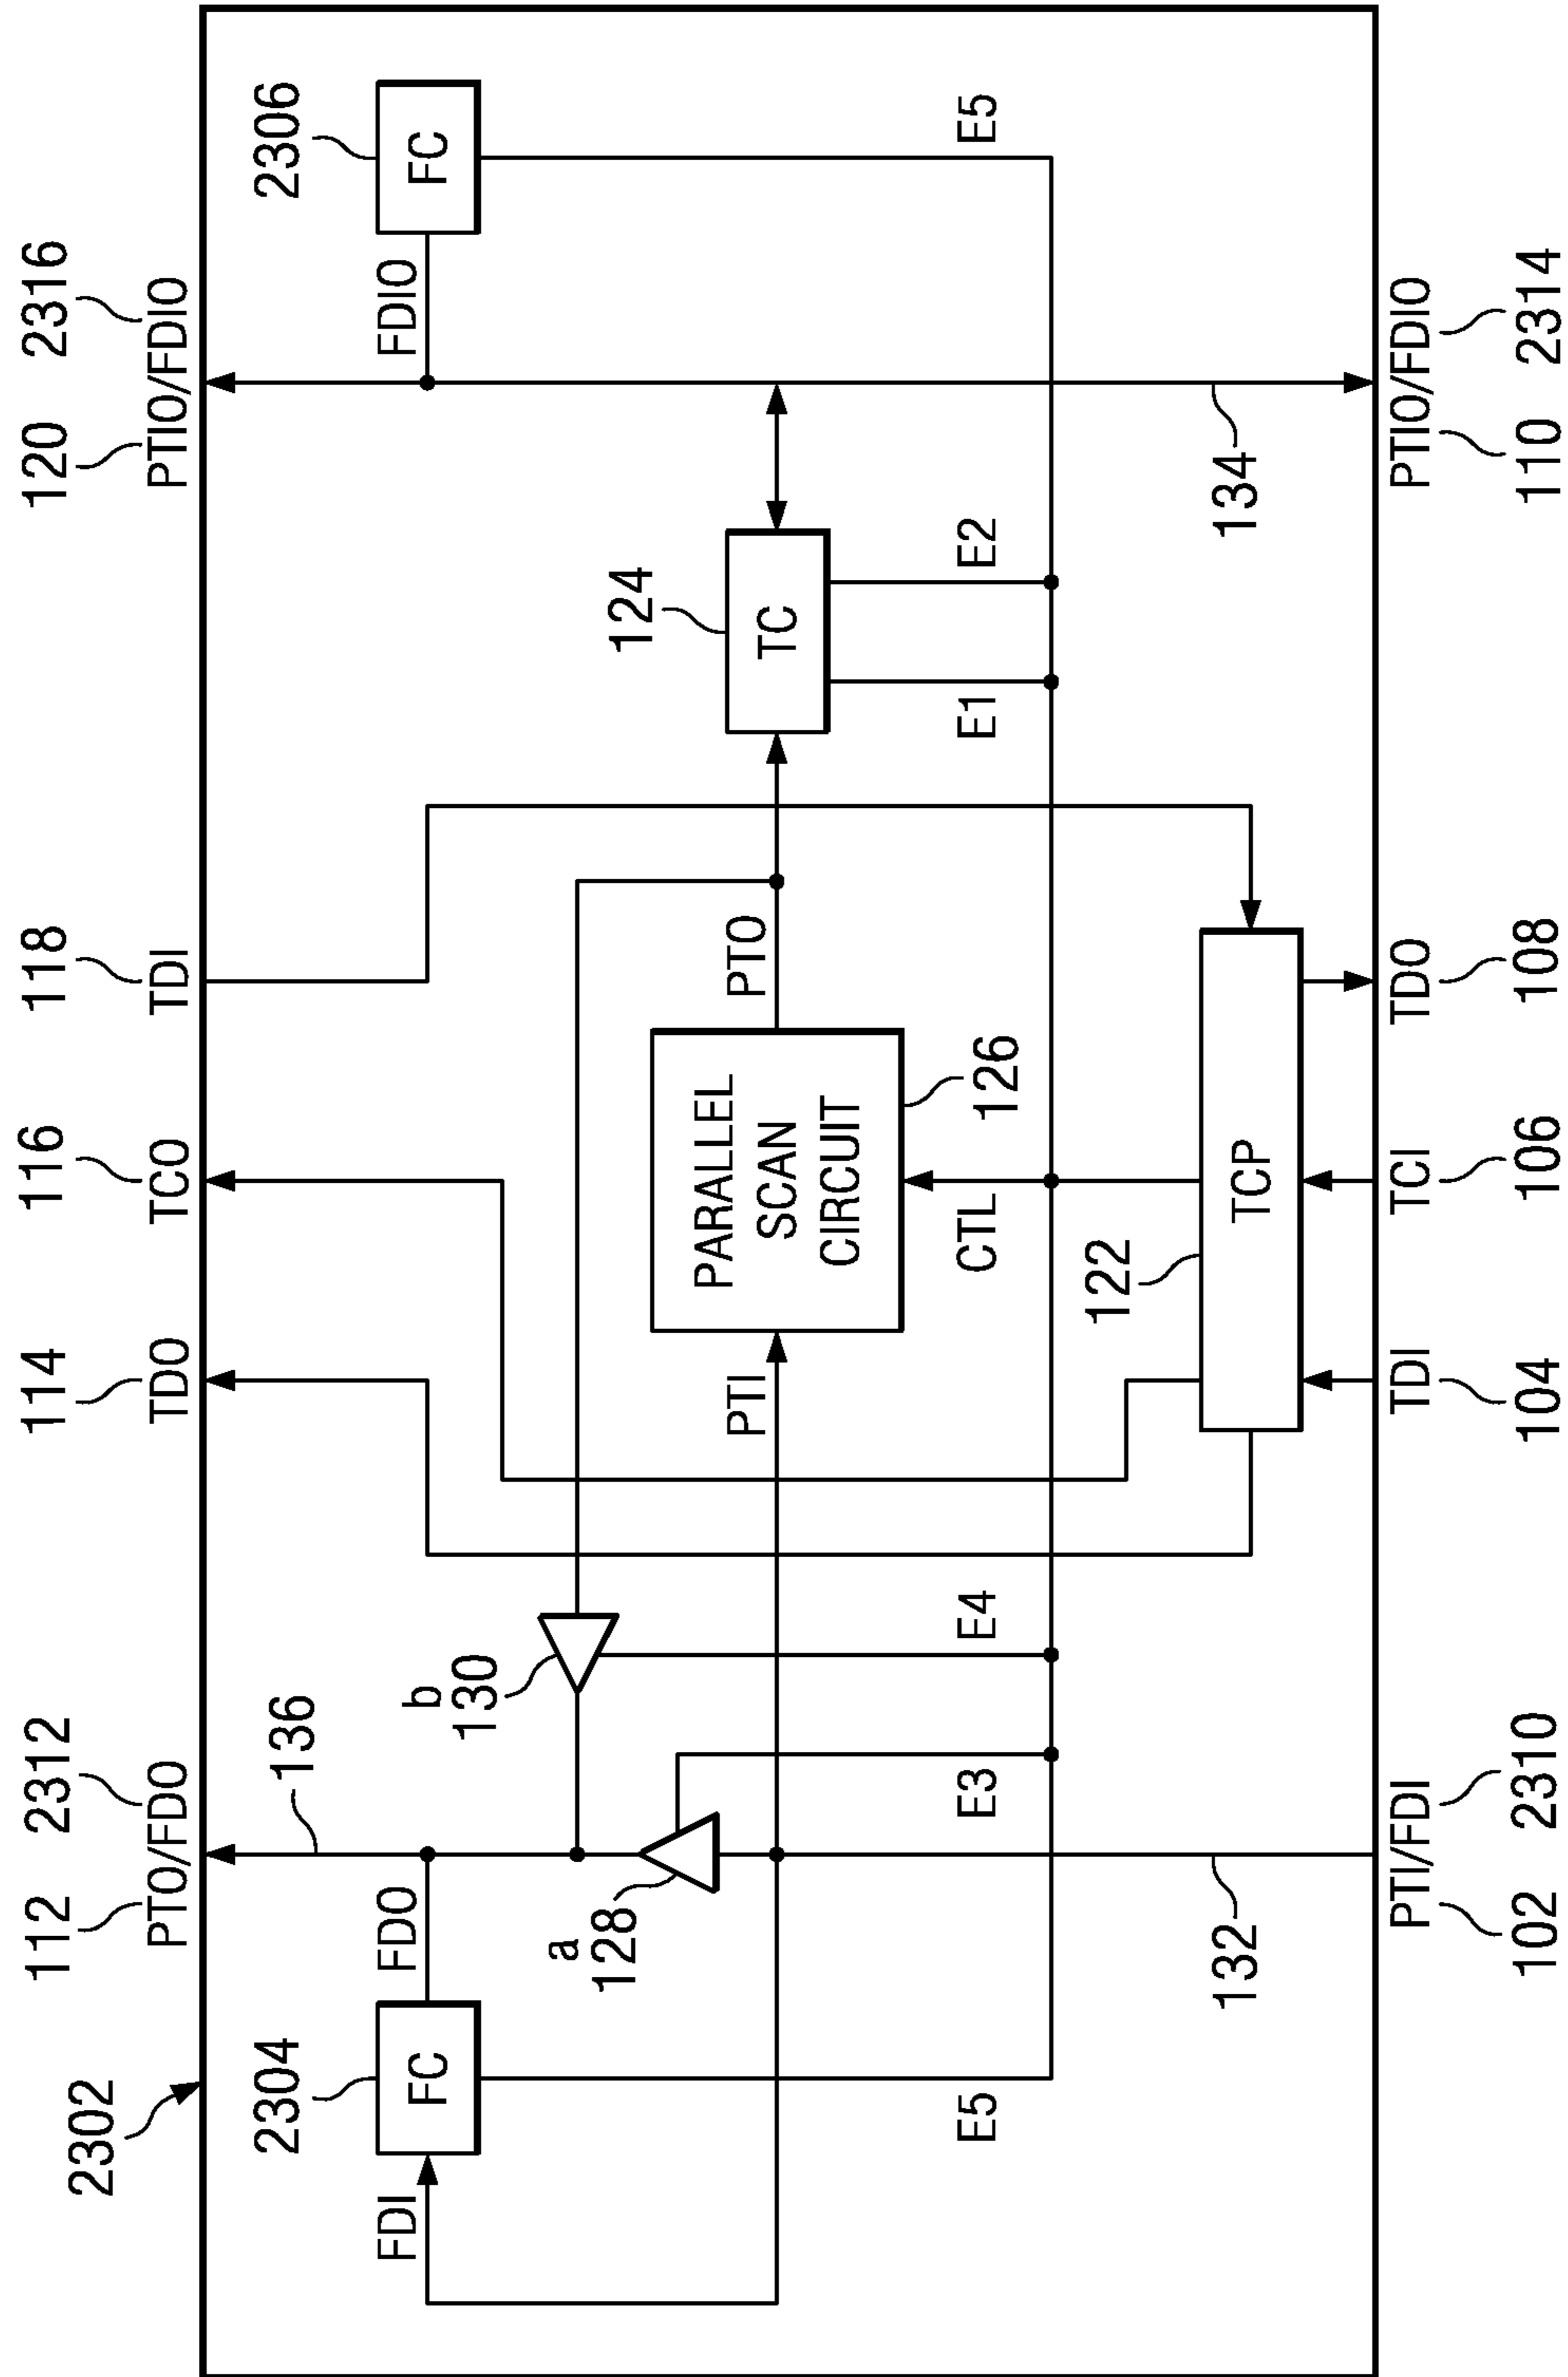 2302
112 2312
PTO/FDO
136
114
TDO
116
TCO
118
TDI
120 2316
PTIO/FDIO
2304
FC
FDI
FDO
b
130
a
128
2306
FC
FDIO
PTI
PARALLEL
SCAN
CIRCUIT
126
PTO
124
TC
E5
E3
E4
CTL
E1
E2
E5
122
TCP
132
134
PTI/FDI
102 2310
TDI
104
TCI
106
TDO
108
PTIO/FDIO
110 2314